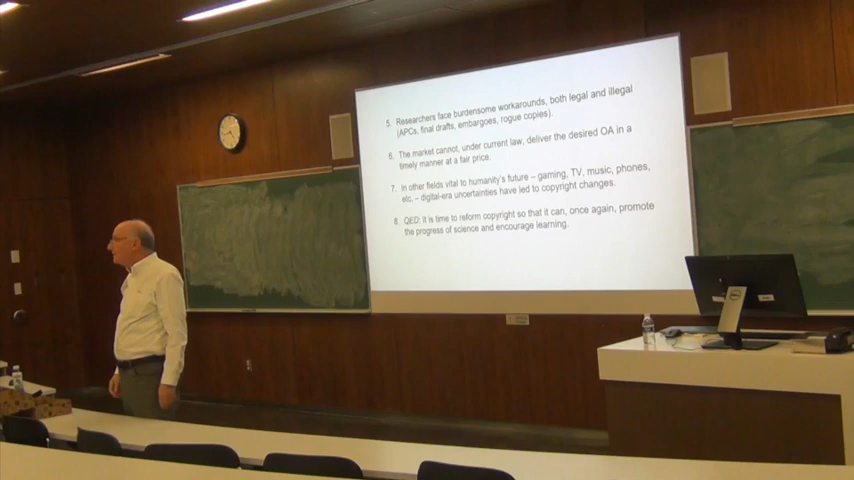 5. Researchers face burdensome workarounds, both legal and illegal
(APCs, final drafts, embargoes, rogue copies).
6. The market cannot, under current law, deliver the desired OA in a
timely manner at a fair price.
7. In other fields vital to humanity's future – gaming, TV, music, phones,
etc. – digital-era uncertainties have led to copyright changes.
8. QED: It is time to reform copyright so that it can, once again, promote
the progress of science and encourage learning.
DELL